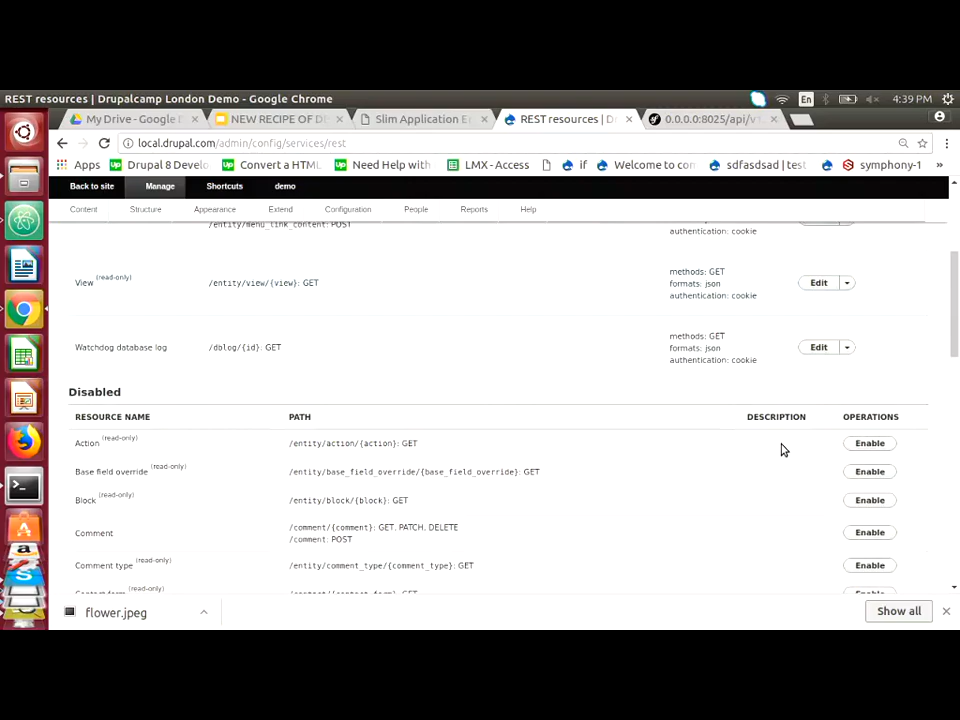 REST resources | Drupalcamp London Demo - Google Chrome
En
4:39 PM
My Drive - Google D
NEW RECIPE OF DE
Slim Application E
REST resources | D
0.0.0.0:8025/api/v1
local.drupal.com/admin/config/services/rest
Apps
Drupal 8 Develo
Convert a HTML
Need Help with
LMX - Access
if
Welcome to con
sdfasdsad | test
symphony-1
»
Back to site
Manage
Shortcuts
demo
Content
Structure
Appearance
Extend
Configuration
People
Reports
Help
/entity/menu_link_content: POST
authentication: cookie
View (read-only)
/entity/view/{view}: GET
methods: GET
formats: json
authentication: cookie
Edit
Watchdog database log
/dblog/{id}: GET
methods: GET
formats: json
authentication: cookie
Edit
Disabled
RESOURCE NAME
PATH
DESCRIPTION
OPERATIONS
Action (read-only)
/entity/action/{action}: GET
Enable
Base field override (read-only)
/entity/base_field_override/{base_field_override}: GET
Enable
Block (read-only)
/entity/block/{block}: GET
Enable
Comment
/comment/{comment}: GET, PATCH, DELETE
/comment: POST
Enable
Comment type (read-only)
/entity/comment_type/{comment_type}: GET
Enable
flower.jpeg
Show all